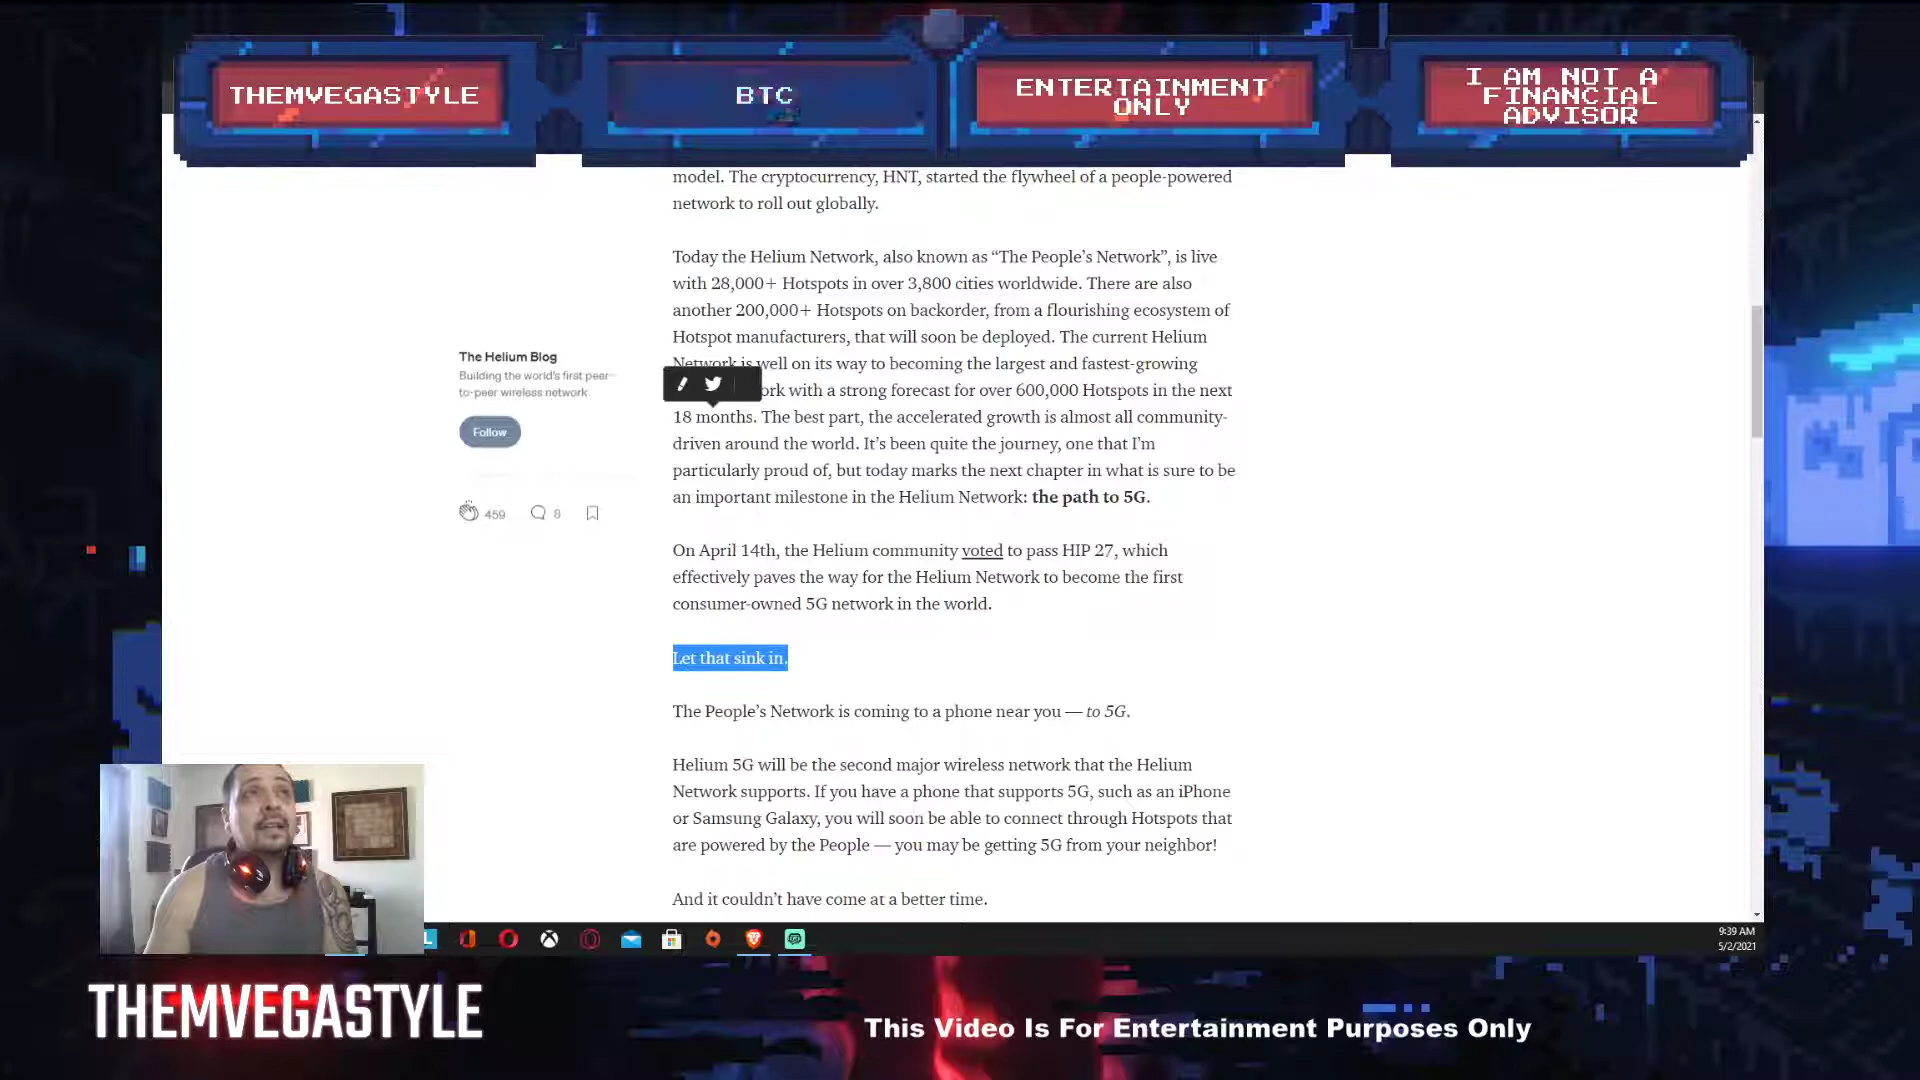 THEMVEGASTYLE
BTC
ENTERTAINMENT
ONLY
I AM NOT A
FINANCIAL
ADVISOR
model. The cryptocurrency, HNT, started the flywheel of a people-powered
network to roll out globally.
Today the Helium Network, also known as “The People’s Network”, is live
with 28,000+ Hotspots in over 3,800 cities worldwide. There are also
another 200,000+ Hotspots on backorder, from a flourishing ecosystem of
Hotspot manufacturers, that will soon be deployed. The current Helium
Network is well on its way to becoming the largest and fastest-growing
ork with a strong forecast for over 600,000 Hotspots in the next
18 months. The best part, the accelerated growth is almost all community-
driven around the world. It’s been quite the journey, one that I’m
particularly proud of, but today marks the next chapter in what is sure to be
an important milestone in the Helium Network: the path to 5G.
The Helium Blog
Building the world's first peer-
to-peer wireless network
Follow
459
8
On April 14th, the Helium community voted to pass HIP 27, which
effectively paves the way for the Helium Network to become the first
consumer-owned 5G network in the world.
Let that sink in.
The People’s Network is coming to a phone near you — to 5G.
Helium 5G will be the second major wireless network that the Helium
Network supports. If you have a phone that supports 5G, such as an iPhone
or Samsung Galaxy, you will soon be able to connect through Hotspots that
are powered by the People — you may be getting 5G from your neighbor!
And it couldn’t have come at a better time.
L
9:39 AM
5/2/2021
THEMVEGASTYLE
This Video Is For Entertainment Purposes Only